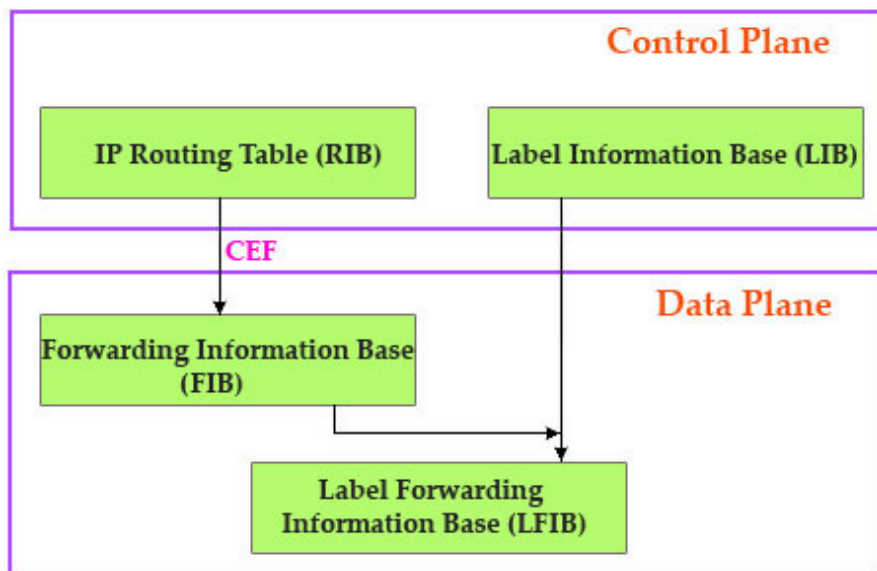 Control Plane
IP Routing Table (RIB)
Label Information Base (LIB)
CEF
Data Plane
Forwarding Information Base
(FIB)
Label Forwarding
Information Base (LFIB)